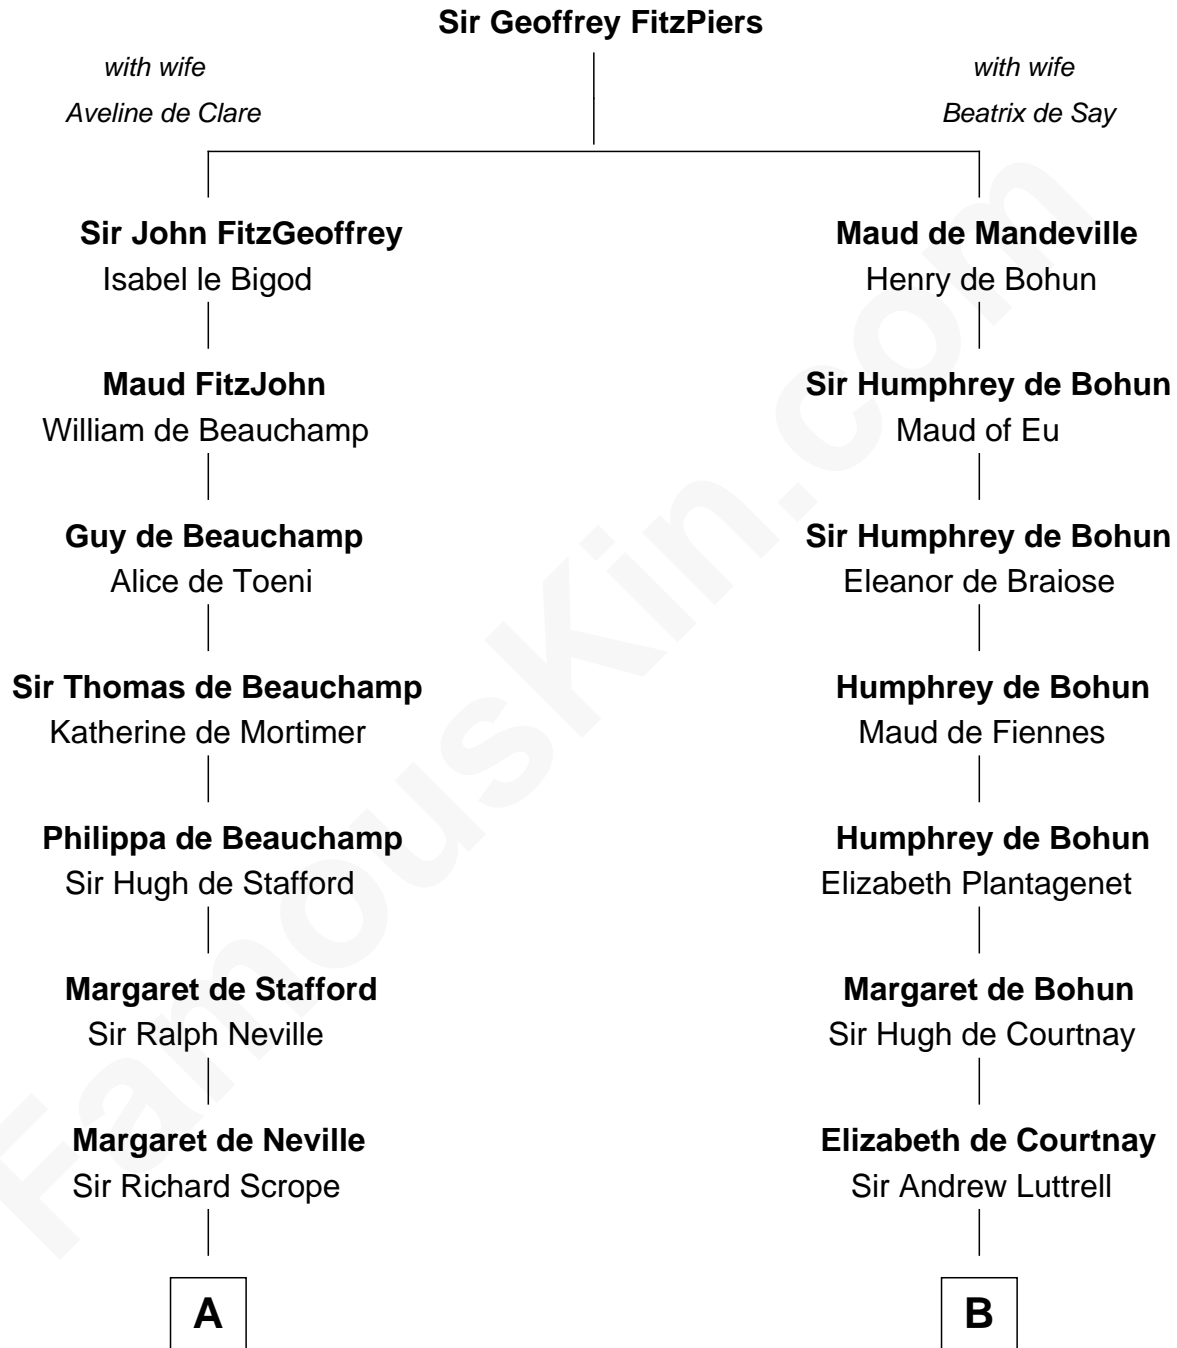 Sir Geoffrey FitzPiers
with wife
Aveline de Clare
with wife
Beatrix de Say
Sir John FitzGeoffrey
Isabel le Bigod
Maud FitzJohn
William de Beauchamp
Guy de Beauchamp
Alice de Toeni
Sir Thomas de Beauchamp
Katherine de Mortimer
Philippa de Beauchamp
Sir Hugh de Stafford
Margaret de Stafford
Sir Ralph Neville
Margaret de Neville
Sir Richard Scrope
A
Maud de Mandeville
Henry de Bohun
Sir Humphrey de Bohun
Maud of Eu
Sir Humphrey de Bohun
Eleanor de Braiose
Humphrey de Bohun
Maud de Fiennes
Humphrey de Bohun
Elizabeth Plantagenet
Margaret de Bohun
Sir Hugh de Courtnay
Elizabeth de Courtnay
Sir Andrew Luttrell
B
FamousKin.com